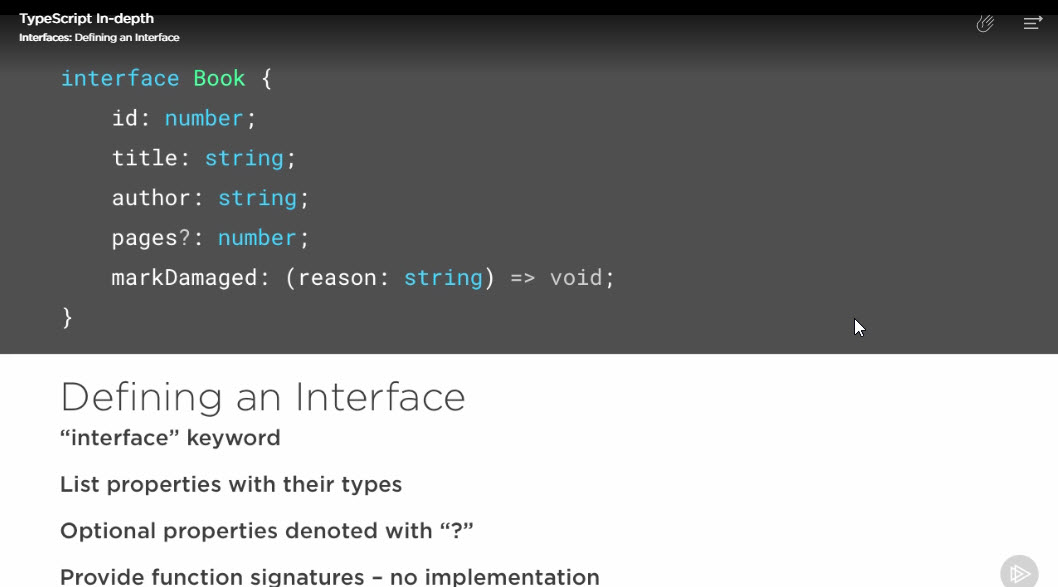 TypeScript In-depth
Interfaces: Defining an Interface
interface Book {
    id: number;
    title: string;
    author: string;
    pages?: number;
    markDamaged: (reason: string) => void;
}
Defining an Interface
“interface” keyword
List properties with their types
Optional properties denoted with “?”
Provide function signatures – no implementation